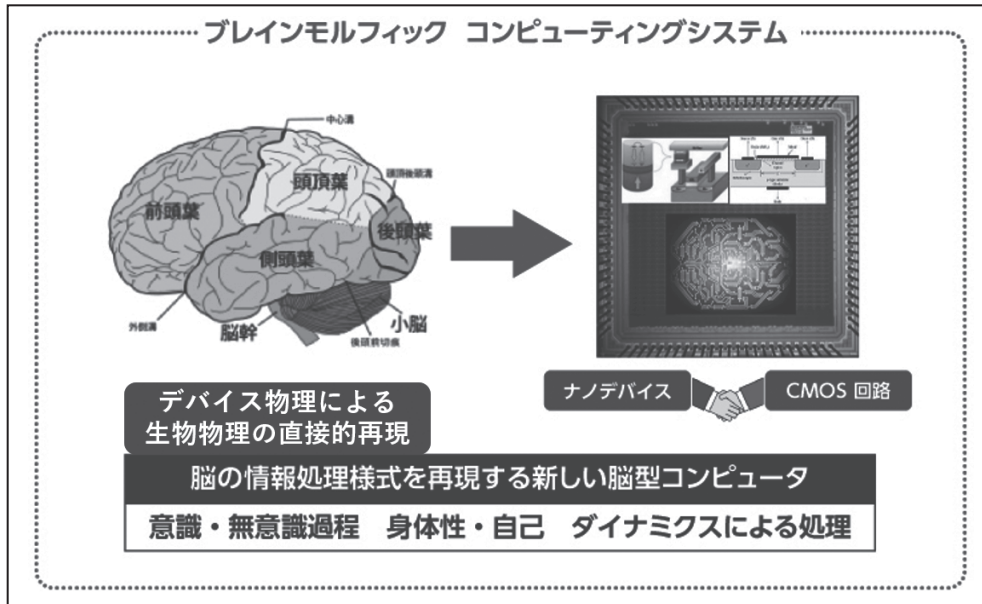 ブレインモルフィック コンピューティングシステム
中心溝
頭頂葉
頭頂後頭溝
前頭葉
後頭葉
側頭葉
外側溝
脳幹
小脳
後頭前切痕
ナノデバイス
CMOS 回路
デバイス物理による
生物物理の直接的再現
脳の情報処理様式を再現する新しい脳型コンピュータ
意識・無意識過程 身体性・自己 ダイナミクスによる処理